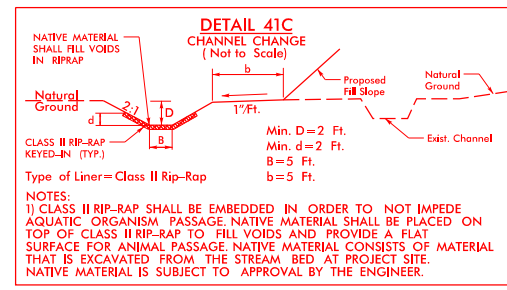 DETAIL 41C
CHANNEL CHANGE
( Not to Scale)
NATIVE MATERIAL
SHALL FILL VOIDS
IN RIPRAP
b
Proposed
Fill Slope
Natural
Ground
Natural
Ground
2:1
D
1"/Ft.
d
B
CLASS II RIP-RAP
KEYED-IN (TYP.)
Exist. Channel
Min. D=2 Ft.
Min. d=2 Ft.
B=5 Ft.
b=5 Ft.
Type of Liner= Class II Rip-Rap
NOTES:
1) CLASS II RIP-RAP SHALL BE EMBEDDED IN ORDER TO NOT IMPEDE
AQUATIC ORGANISM PASSAGE. NATIVE MATERIAL SHALL BE PLACED ON
TOP OF CLASS II RIP-RAP TO FILL VOIDS AND PROVIDE A FLAT
SURFACE FOR ANIMAL PASSAGE. NATIVE MATERIAL CONSISTS OF MATERIAL
THAT IS EXCAVATED FROM THE STREAM BED AT PROJECT SITE.
NATIVE MATERIAL IS SUBJECT TO APPROVAL BY THE ENGINEER.